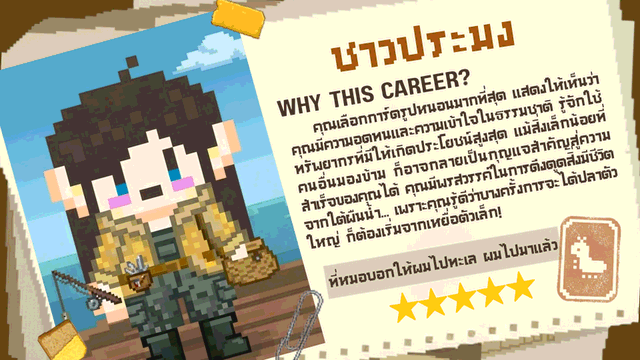 ชาวประมง
WHY THIS CAREER?
คุณเลือกการ์ดรูปหนอนมากที่สุด แสดงให้เห็นว่า
คุณมีความอดทนและความเข้าใจในธรรมชาติ รู้จักใช้
ทรัพยากรที่มีให้เกิดประโยชน์สูงสุด แม้สิ่งเล็กน้อยที่
คนอื่นมองข้าม ก็อาจกลายเป็นกุญแจสำคัญสู่ความ
สำเร็จของคุณได้ คุณมีพรสวรรค์ในการดึงดูดสิ่งมีชีวิต
จากใต้ผืนน้ำ... เพราะคุณรู้ดีว่าบางครั้งการจะได้ปลาตัว
ใหญ่ ก็ต้องเริ่มจากเหยื่อตัวเล็ก!
ที่หมอบอกให้ผมไปทะเล ผมไปมาแล้ว